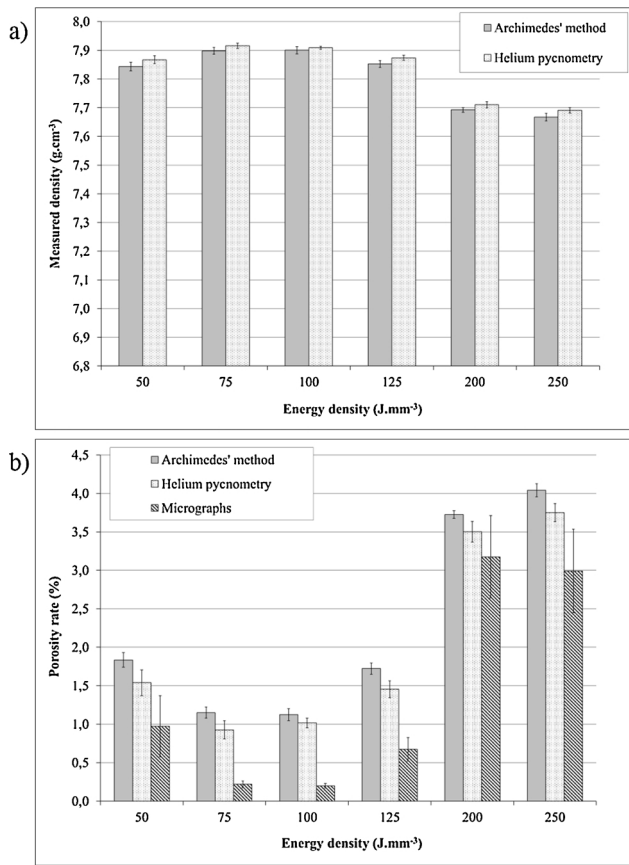 a)
Measured density (g.cm-3)
8,0
7,9
7,8
7,7
7,6
7,5
7,4
7,3
7,2
7,1
7,0
6,9
6,8
Archimedes' method
Helium pycnometry
50 75 100 125 200 250
Energy density (J.mm-3)
b)
Porosity rate (%)
4,5
4,0
3,5
3,0
2,5
2,0
1,5
1,0
0,5
0,0
Archimedes' method
Helium pycnometry
Micrographs
50 75 100 125 200 250
Energy density (J.mm-3)